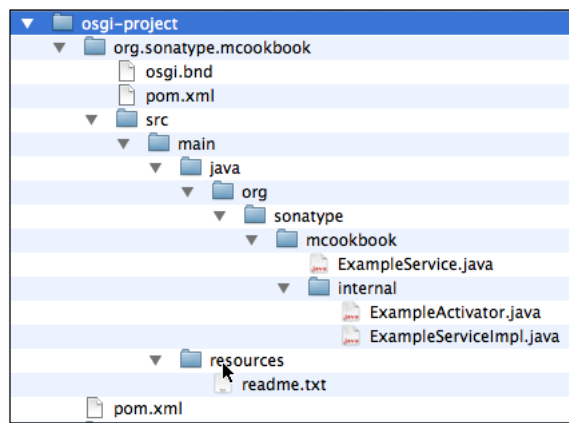 osgi-project
org.sonatype.mcookbook
osgi.bnd
pom.xml
src
main
java
org
sonatype
mcookbook
ExampleService.java
internal
ExampleActivator.java
ExampleServiceImpl.java
resources
readme.txt
pom.xml